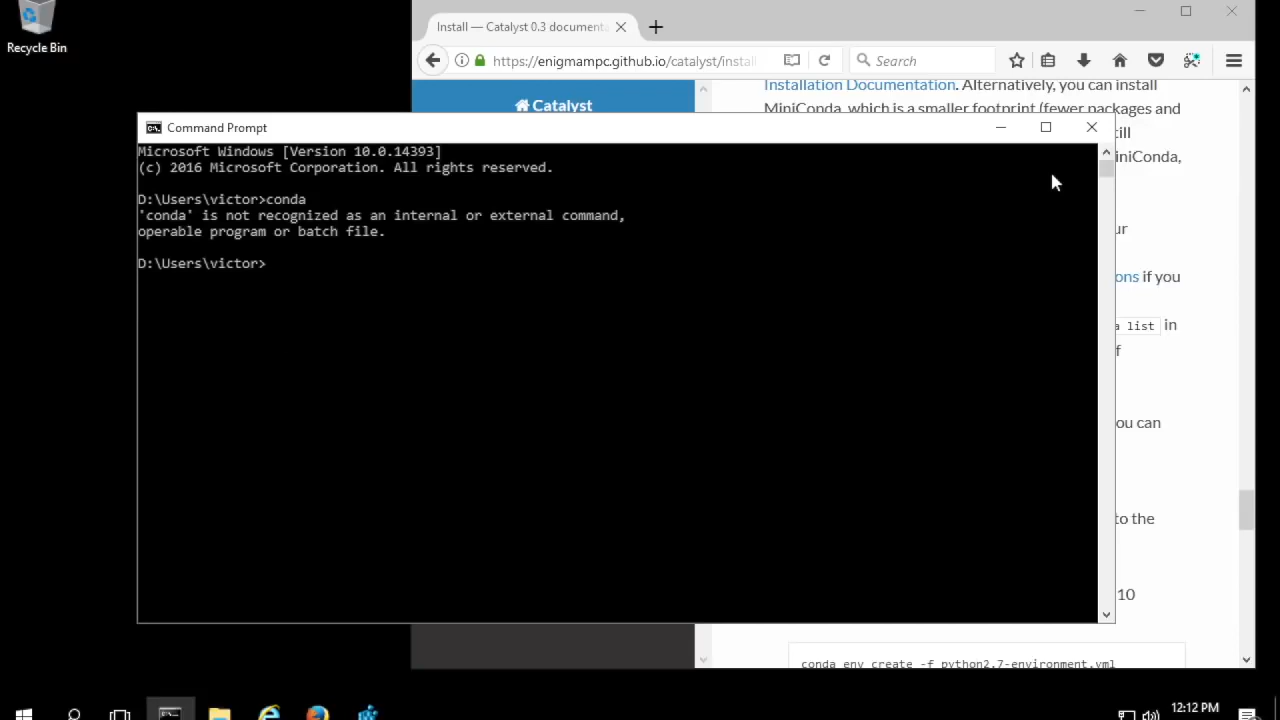 Recycle Bin
Install — Catalyst 0.3 documenta
https://enigmampc.github.io/catalyst/install
Search
Catalyst
Installation Documentation. Alternatively, you can install
MiniConda, which is a smaller footprint (fewer packages and
till
iniConda,
ur
ons if you
list in
f
ou can
to the
10
conda env create -f python2.7-environment.yml
Command Prompt
Microsoft Windows [Version 10.0.14393]
(c) 2016 Microsoft Corporation. All rights reserved.
D:\Users\victor>conda
'conda' is not recognized as an internal or external command,
operable program or batch file.
D:\Users\victor>
12:12 PM